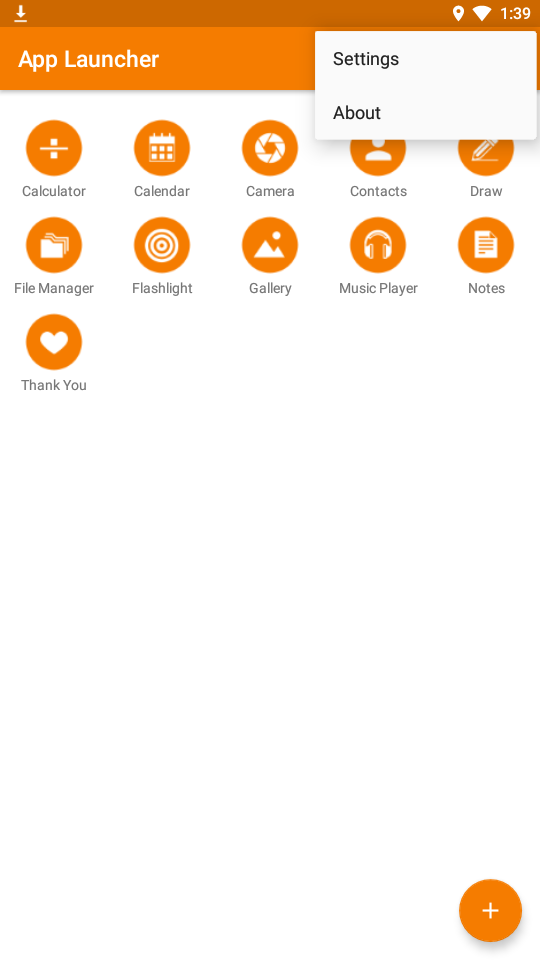 1:39
App Launcher
Settings
About
Calculator
Calendar
Camera
Contacts
Draw
File Manager
Flashlight
Gallery
Music Player
Notes
Thank You